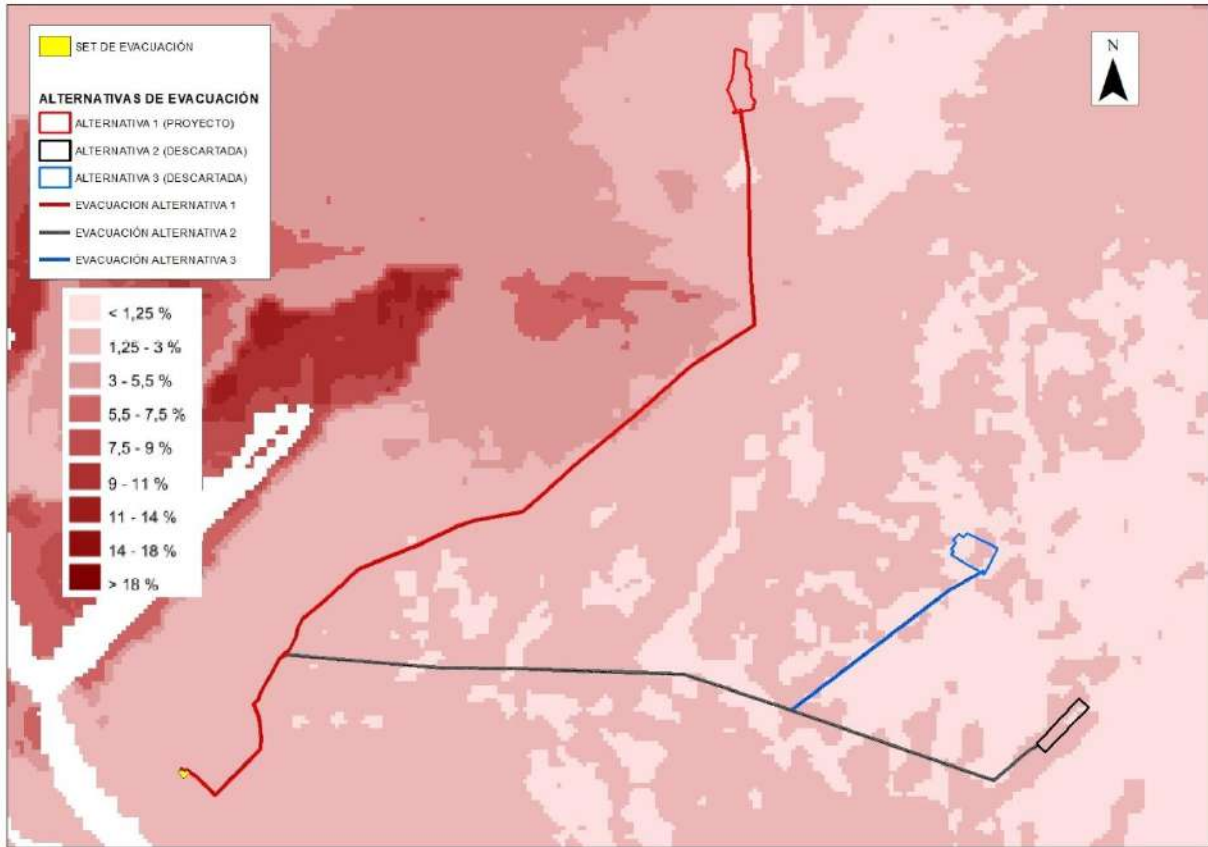 SET DE EVACUACIÓN
ALTERNATIVAS DE EVACUACIÓN
ALTERNATIVA 1 (PROYECTO)
ALTERNATIVA 2 (DESCARTADA)
ALTERNATIVA 3 (DESCARTADA)
EVACUACION ALTERNATIVA 1
EVACUACIÓN ALTERNATIVA 2
EVACUACIÓN ALTERNATIVA 3
< 1,25 %
1,25 - 3 %
3 - 5,5 %
5,5 - 7,5 %
7,5 - 9 %
9 - 11 %
11 - 14 %
14 - 18 %
> 18 %
N